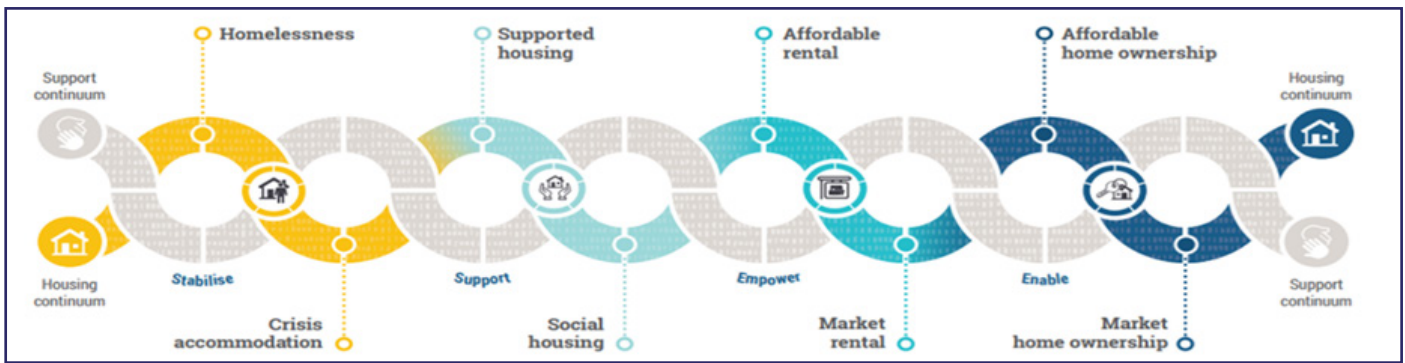 Homelessness
Supported
housing
Affordable
rental
Affordable
home ownership
Support
continuum
Housing
continuum
Housing
continuum
Stabilise
Support
Empower
Enable
Support
continuum
Crisis
accommodation
Social
housing
Market
rental
Market
home ownership